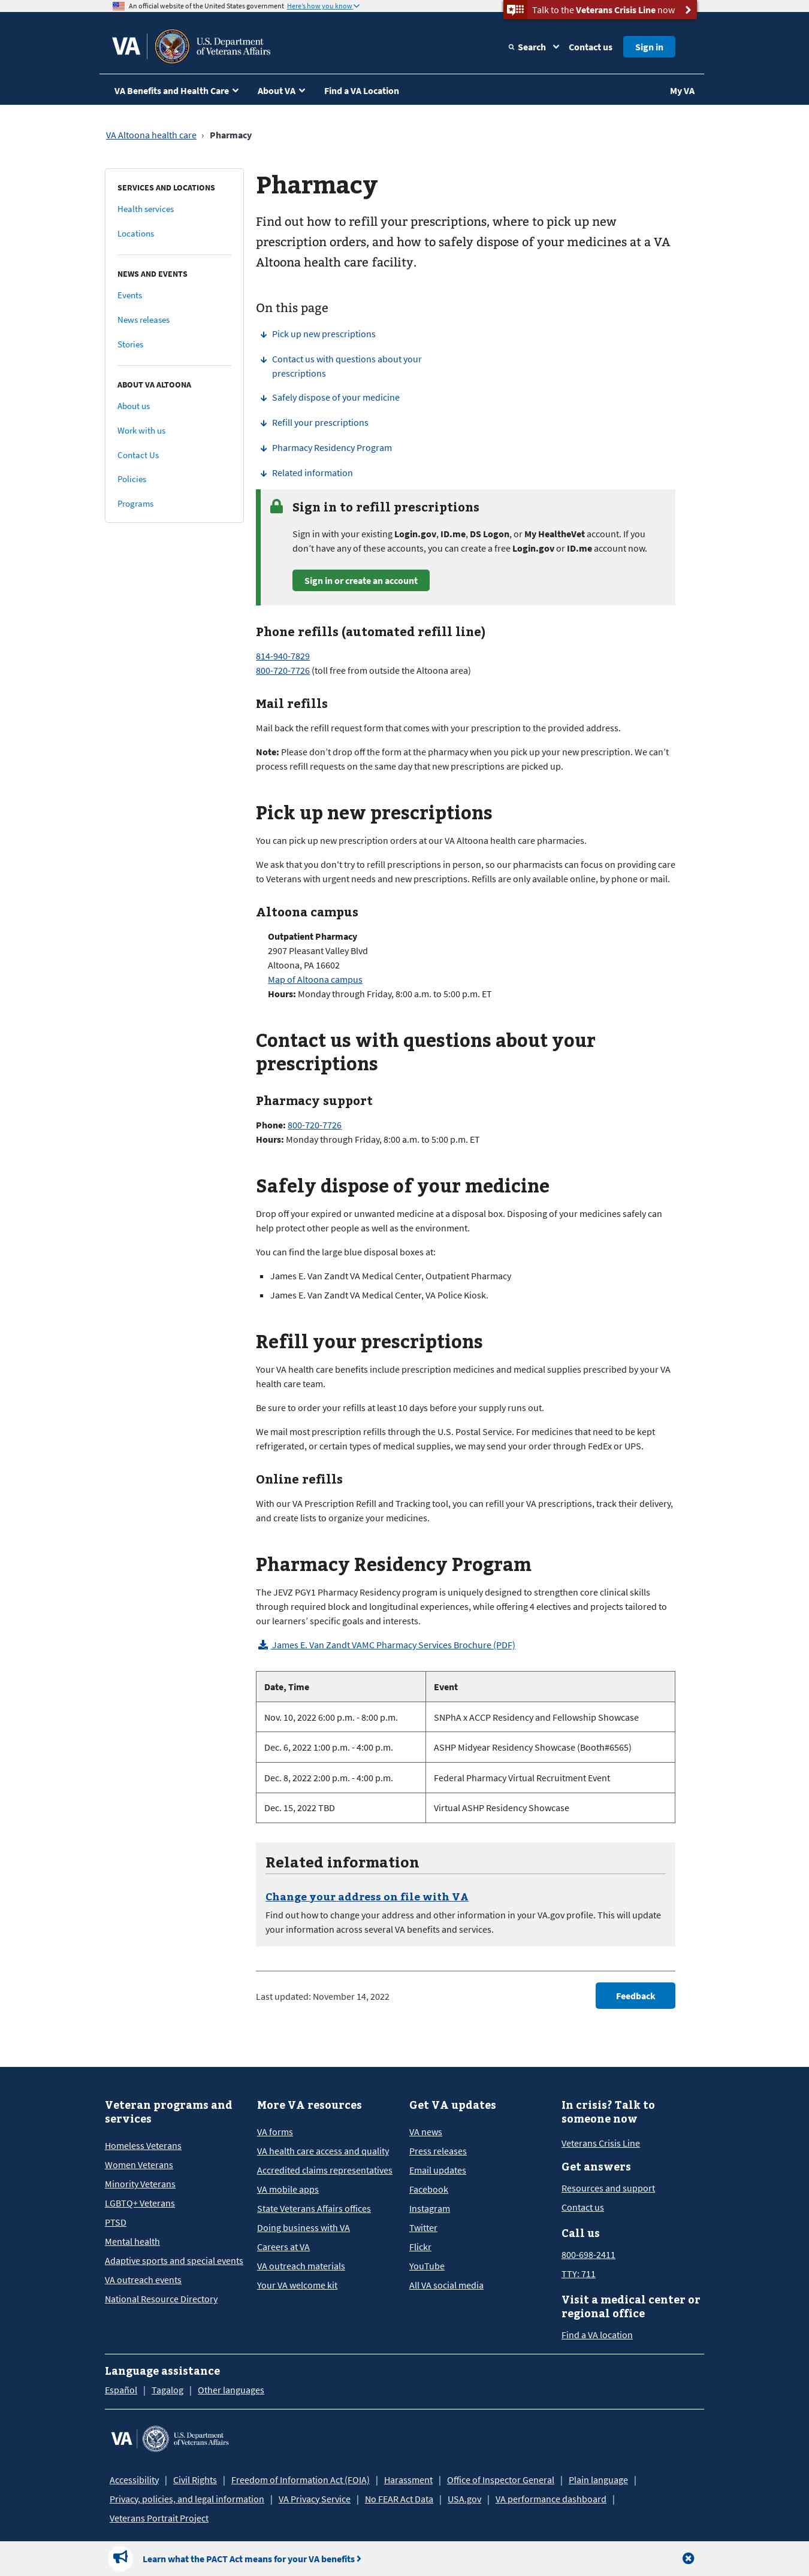 An official website of the United States government Here's how you know
Talk to the Veterans Crisis Line now
VA
U.S. Department
of Veterans Affairs
Search
Contact us
Sign in
VA Benefits and Health Care
About VA
Find a VA Location
My VA
VA Altoona health care › Pharmacy
SERVICES AND LOCATIONS
Health services
Locations
NEWS AND EVENTS
Events
News releases
Stories
ABOUT VA ALTOONA
About us
Work with us
Contact Us
Policies
Programs
Pharmacy
Find out how to refill your prescriptions, where to pick up new
prescription orders, and how to safely dispose of your medicines at a VA
Altoona health care facility.
On this page
Pick up new prescriptions
Contact us with questions about your
prescriptions
Safely dispose of your medicine
Refill your prescriptions
Pharmacy Residency Program
Related information
Sign in to refill prescriptions
Sign in with your existing Login.gov, ID.me, DS Logon, or My HealtheVet account. If you
don't have any of these accounts, you can create a free Login.gov or ID.me account now.
Sign in or create an account
Phone refills (automated refill line)
814-940-7829
800-720-7726 (toll free from outside the Altoona area)
Mail refills
Mail back the refill request form that comes with your prescription to the provided address.
Note: Please don't drop off the form at the pharmacy when you pick up your new prescription. We can't
process refill requests on the same day that new prescriptions are picked up.
Pick up new prescriptions
You can pick up new prescription orders at our VA Altoona health care pharmacies.
We ask that you don't try to refill prescriptions in person, so our pharmacists can focus on providing care
to Veterans with urgent needs and new prescriptions. Refills are only available online, by phone or mail.
Altoona campus
Outpatient Pharmacy
2907 Pleasant Valley Blvd
Altoona, PA 16602
Map of Altoona campus
Hours: Monday through Friday, 8:00 a.m. to 5:00 p.m. ET
Contact us with questions about your
prescriptions
Pharmacy support
Phone: 800-720-7726
Hours: Monday through Friday, 8:00 a.m. to 5:00 p.m. ET
Safely dispose of your medicine
Drop off your expired or unwanted medicine at a disposal box. Disposing of your medicines safely can
help protect other people as well as the environment.
You can find the large blue disposal boxes at:
James E. Van Zandt VA Medical Center, Outpatient Pharmacy
James E. Van Zandt VA Medical Center, VA Police Kiosk.
Refill your prescriptions
Your VA health care benefits include prescription medicines and medical supplies prescribed by your VA
health care team.
Be sure to order your refills at least 10 days before your supply runs out.
We mail most prescription refills through the U.S. Postal Service. For medicines that need to be kept
refrigerated, or certain types of medical supplies, we may send your order through FedEx or UPS.
Online refills
With our VA Prescription Refill and Tracking tool, you can refill your VA prescriptions, track their delivery,
and create lists to organize your medicines.
Pharmacy Residency Program
The JEVZ PGY1 Pharmacy Residency program is uniquely designed to strengthen core clinical skills
through required block and longitudinal experiences, while offering 4 electives and projects tailored to
our learners' specific goals and interests.
James E. Van Zandt VAMC Pharmacy Services Brochure (PDF)
Date, Time Event
Nov. 10, 2022 6:00 p.m. - 8:00 p.m. SNPhA x ACCP Residency and Fellowship Showcase
Dec. 6, 2022 1:00 p.m. - 4:00 p.m. ASHP Midyear Residency Showcase (Booth#6565)
Dec. 8, 2022 2:00 p.m. - 4:00 p.m. Federal Pharmacy Virtual Recruitment Event
Dec. 15, 2022 TBD Virtual ASHP Residency Showcase
Related information
Change your address on file with VA
Find out how to change your address and other information in your VA.gov profile. This will update
your information across several VA benefits and services.
Last updated: November 14, 2022
Feedback
Veteran programs and
services
Homeless Veterans
Women Veterans
Minority Veterans
LGBTQ+ Veterans
PTSD
Mental health
Adaptive sports and special events
VA outreach events
National Resource Directory
More VA resources
VA forms
VA health care access and quality
Accredited claims representatives
VA mobile apps
State Veterans Affairs offices
Doing business with VA
Careers at VA
VA outreach materials
Your VA welcome kit
Get VA updates
VA news
Press releases
Email updates
Facebook
Instagram
Twitter
Flickr
YouTube
All VA social media
In crisis? Talk to
someone now
Veterans Crisis Line
Get answers
Resources and support
Contact us
Call us
800-698-2411
TTY: 711
Visit a medical center or
regional office
Find a VA location
Language assistance
Español | Tagalog | Other languages
VA
U.S. Department
of Veterans Affairs
Accessibility | Civil Rights | Freedom of Information Act (FOIA) | Harassment | Office of Inspector General | Plain language |
Privacy, policies, and legal information | VA Privacy Service | No FEAR Act Data | USA.gov | VA performance dashboard |
Veterans Portrait Project
Learn what the PACT Act means for your VA benefits